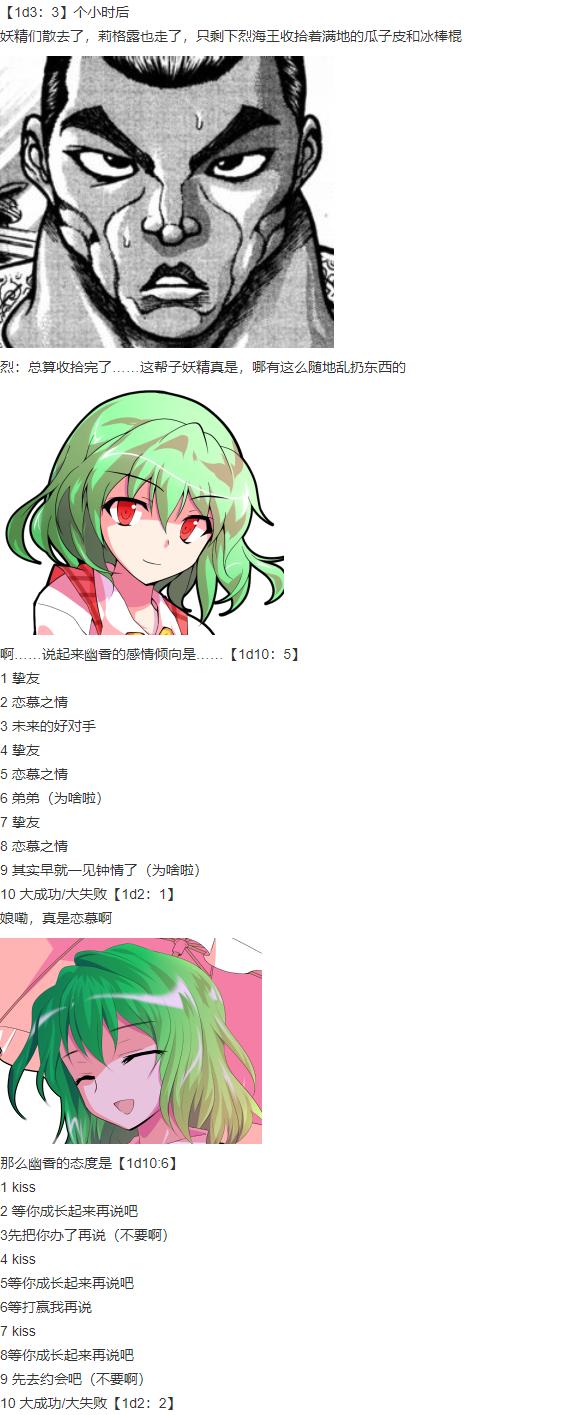 【1d3：3】个小时后
妖精们散去了，莉格露也走了，只剩下烈海王收拾着满地的瓜子皮和冰棒棍
烈：总算收拾完了……这帮子妖精真是，哪有这么随地乱扔东西的
啊……说起来幽香的感情倾向是……【1d10：5】
1 挚友
2 恋慕之情
3 未来的好对手
4 挚友
5 恋慕之情
6 弟弟（为啥啦）
7 挚友
8 恋慕之情
9 其实早就一见钟情了（为啥啦）
10 大成功/大失败【1d2：1】
娘嘞，真是恋慕啊
那么幽香的态度是【1d10:6】
1 kiss
2 等你成长起来再说吧
3先把你办了再说（不要啊）
4 kiss
5等你成长起来再说吧
6等打赢我再说
7 kiss
8等你成长起来再说吧
9 先去约会吧（不要啊）
10 大成功/大失败【1d2：2】